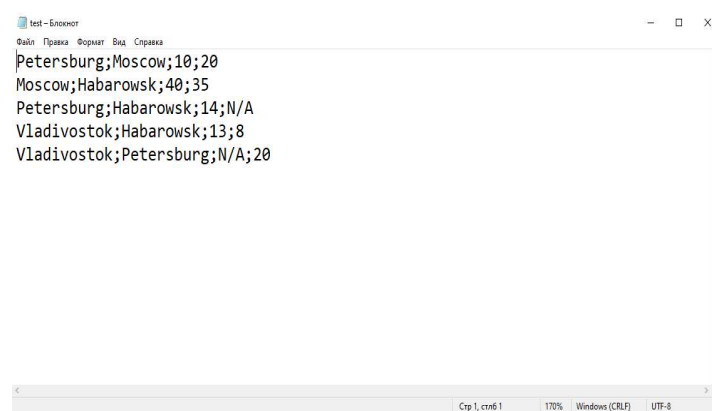 test – Блокнот
Файл Правка Формат Вид Справка
Petersburg;Moscow;10;20
Moscow;Habarowsk;40;35
Petersburg;Habarowsk;14;N/A
Vladivostok;Habarowsk;13;8
Vladivostok;Petersburg;N/A;20
Стр 1, стлб 1 170% Windows (CRLF) UTF-8